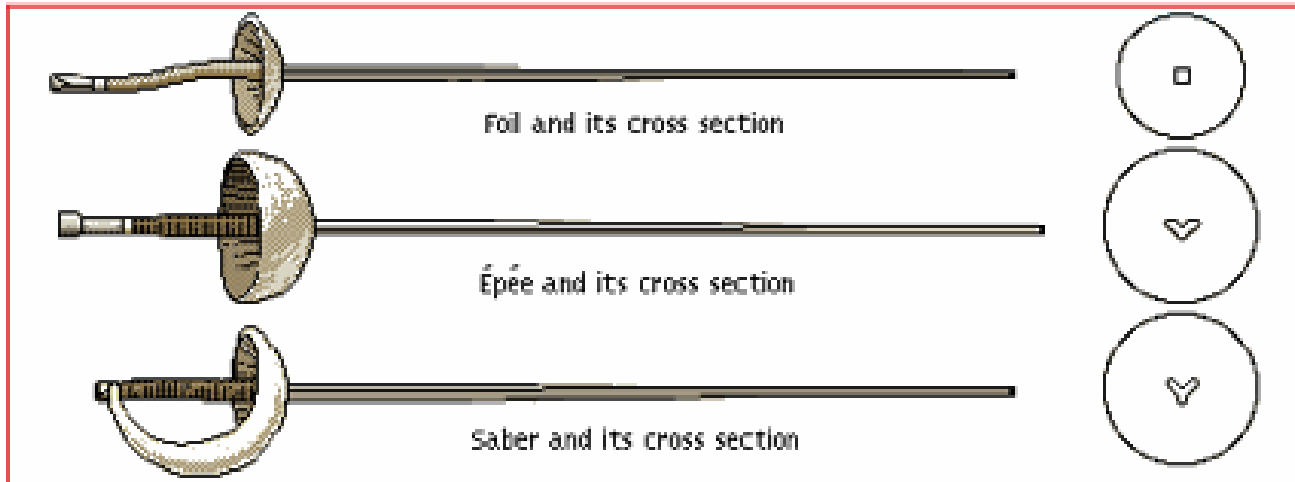 Foil and its cross section
Épée and its cross section
Saber and its cross section